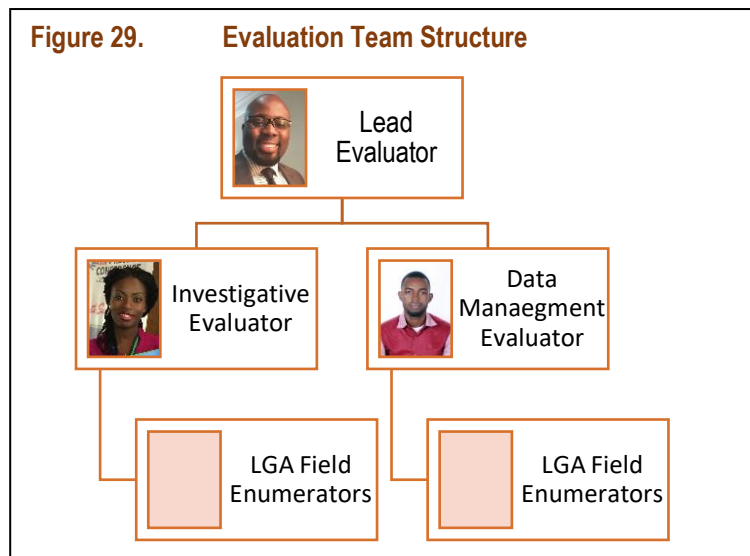 Figure 29. Evaluation Team Structure
Lead
Evaluator
Investigative
Evaluator
Data
Manaegment
Evaluator
LGA Field
Enumerators
LGA Field
Enumerators